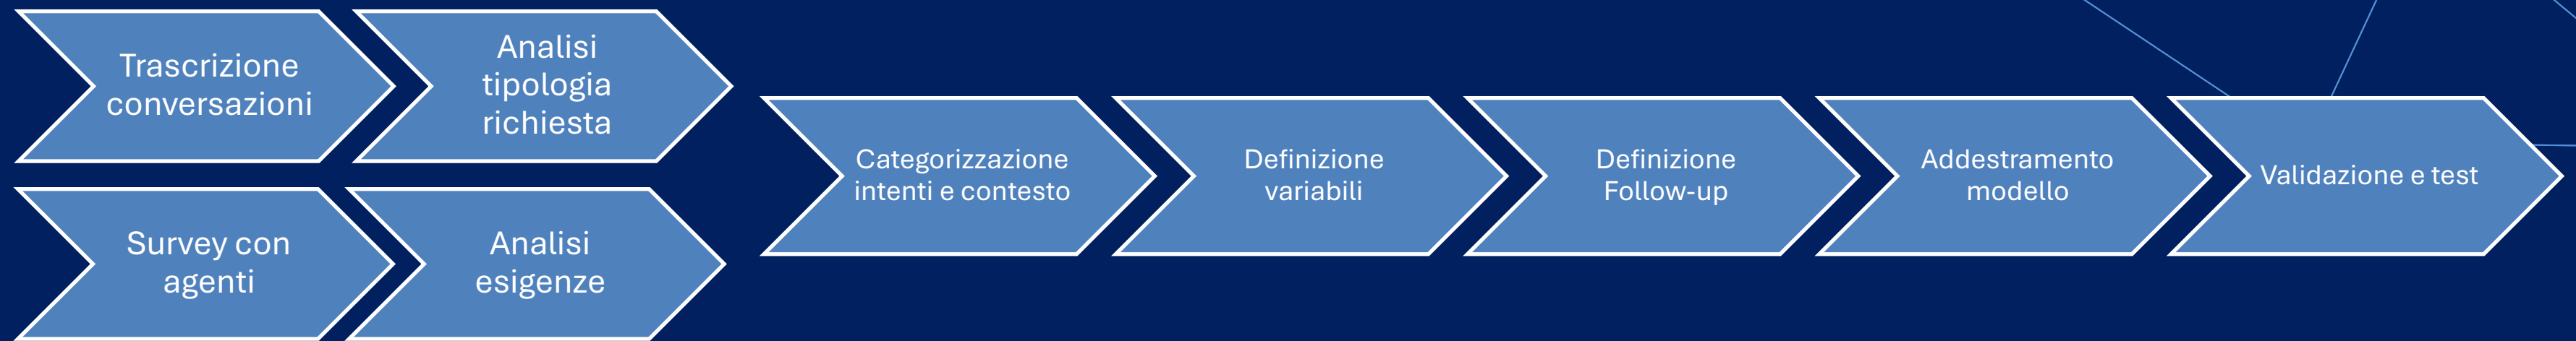 Trascrizione
conversazioni
Analisi
tipologia
richiesta
Survey con
agenti
Analisi
esigenze
Categorizzazione
intenti e contesto
Definizione
variabili
Definizione
Follow-up
Addestramento
modello
Validazione e test